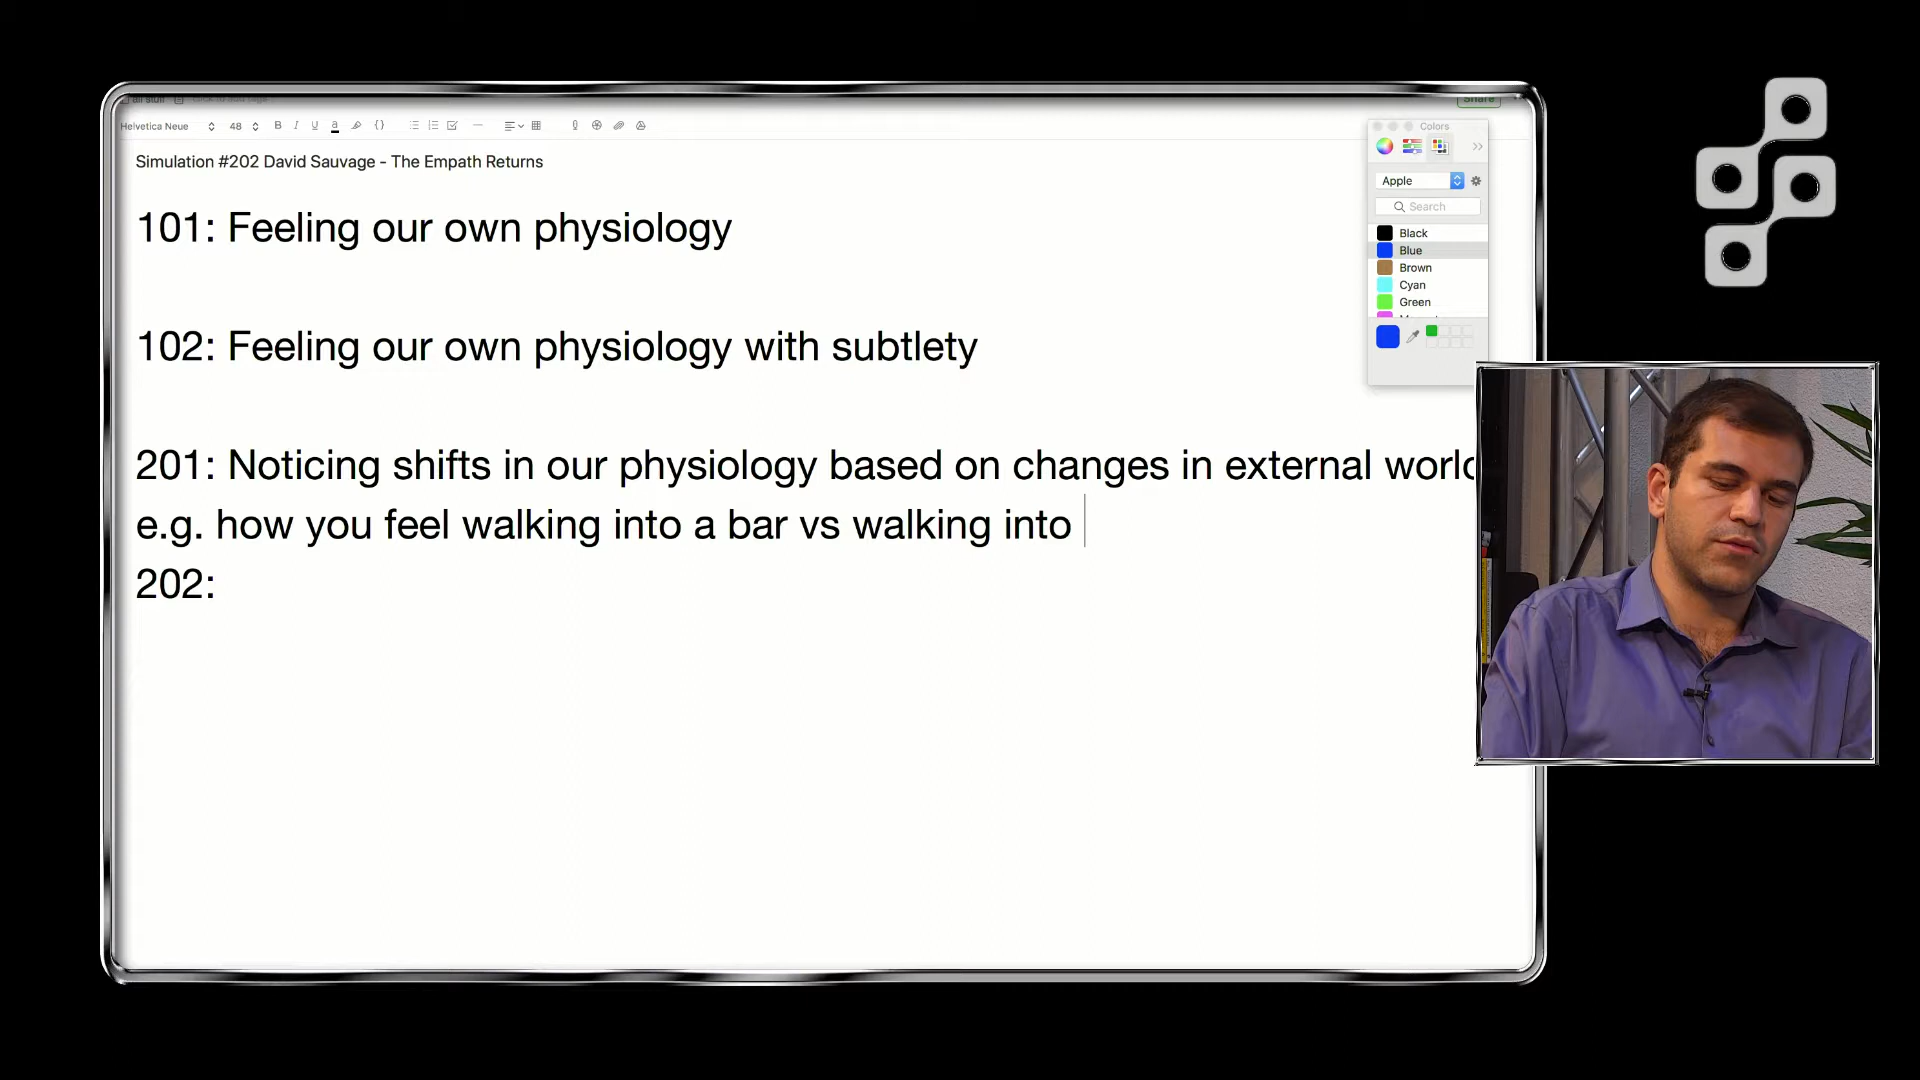 Share
Helvetica Neue 48 B I U a {}
Colors
Simulation #202 David Sauvage - The Empath Returns
Apple
Search
101: Feeling our own physiology
Black
Blue
Brown
Cyan
Green
102: Feeling our own physiology with subtlety
201: Noticing shifts in our physiology based on changes in external world
e.g. how you feel walking into a bar vs walking into
202: